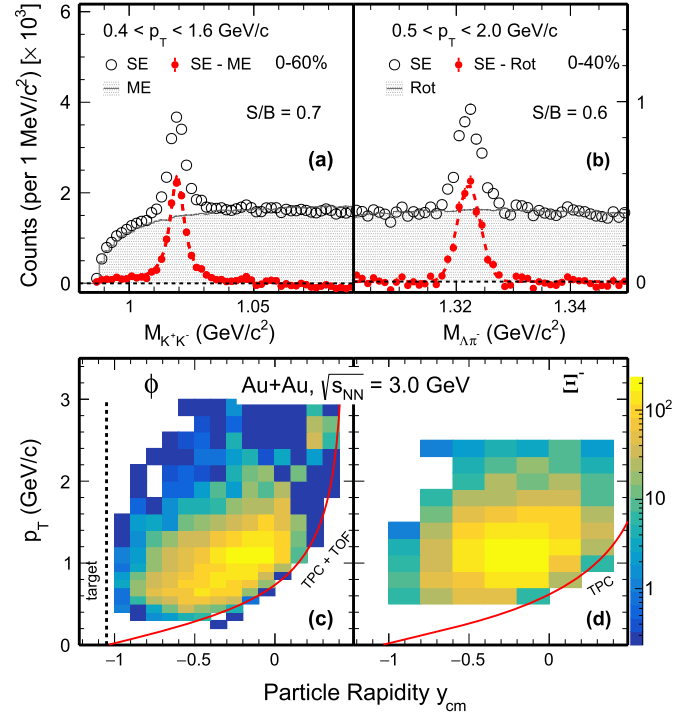 0.4 < p_T < 1.6 GeV/c
SE SE - ME 0-60%
ME
S/B = 0.7
(a)
0.5 < p_T < 2.0 GeV/c
SE SE - Rot 0-40%
Rot
S/B = 0.6
(b)
Counts (per 1 MeV/c²) [× 10³]
6
4
2
0
1
0
1 1.05
1.32 1.34
M_K⁺K⁻ (GeV/c²)
M_Λπ⁻ (GeV/c²)
ϕ Au+Au, √s_NN = 3.0 GeV Ξ⁻
p_T (GeV/c)
3
2
1
0
target
TPC + TOF
(c)
TPC
(d)
10²
10
1
−1 −0.5 0
−1 −0.5 0
Particle Rapidity y_cm